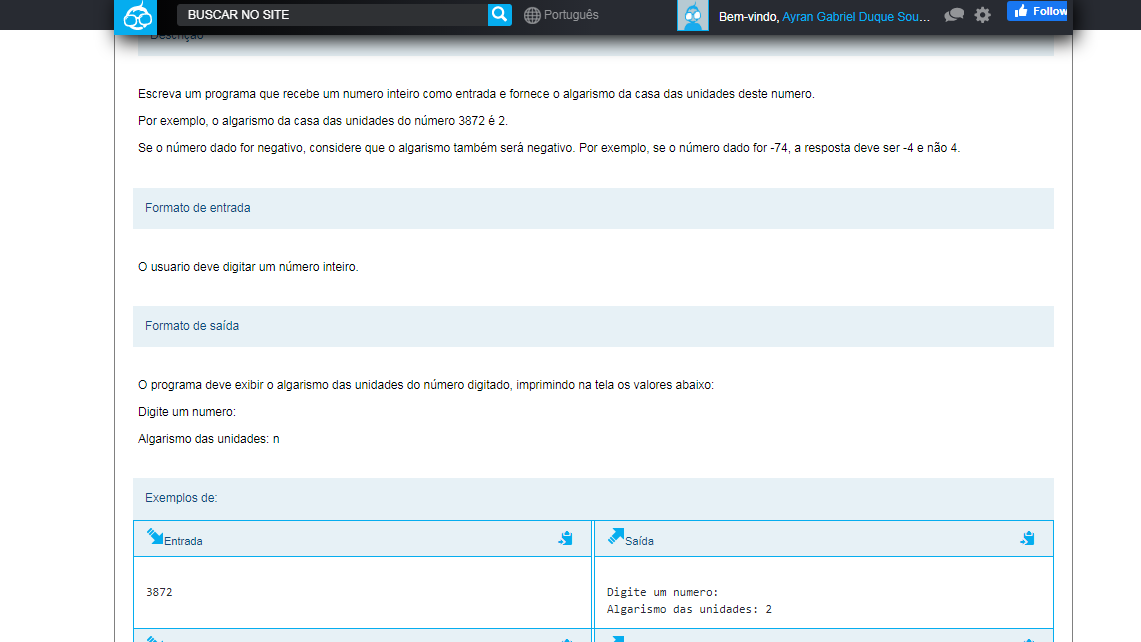 BUSCAR NO SITE
Português
Bem-vindo, Ayran Gabriel Duque Sou...
Follow
Descrição
Escreva um programa que recebe um numero inteiro como entrada e fornece o algarismo da casa das unidades deste numero.
Por exemplo, o algarismo da casa das unidades do número 3872 é 2.
Se o número dado for negativo, considere que o algarismo também será negativo. Por exemplo, se o número dado for -74, a resposta deve ser -4 e não 4.
Formato de entrada
O usuario deve digitar um número inteiro.
Formato de saída
O programa deve exibir o algarismo das unidades do número digitado, imprimindo na tela os valores abaixo:
Digite um numero:
Algarismo das unidades: n
Exemplos de:
Entrada
Saída
3872
Digite um numero:
Algarismo das unidades: 2